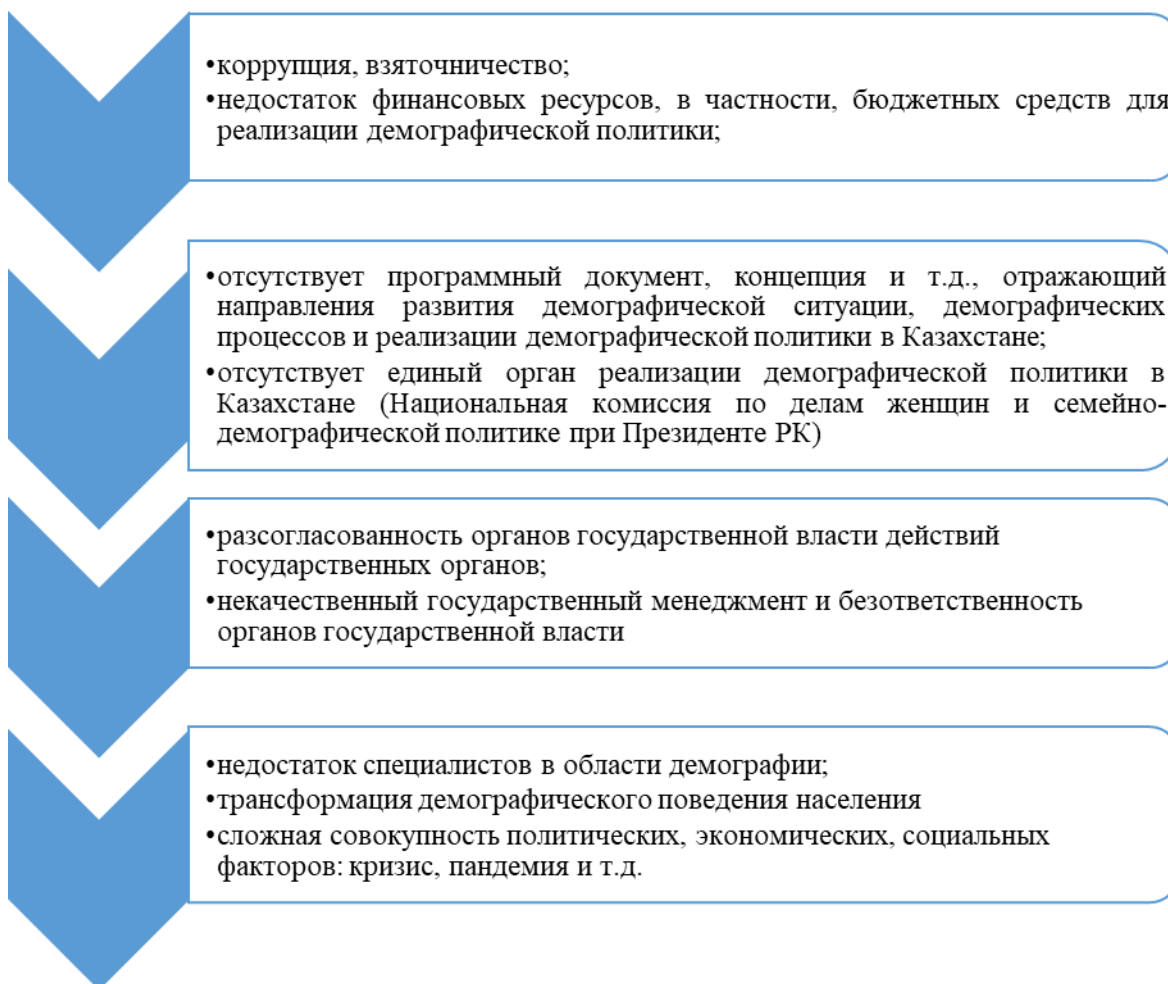 •коррупция, взяточничество;
•недостаток финансовых ресурсов, в частности, бюджетных средств для
реализации демографической политики;
•отсутствует программный документ, концепция и т.д., отражающий
направления развития демографической ситуации, демографических
процессов и реализации демографической политики в Казахстане;
•отсутствует единый орган реализации демографической политики в
Казахстане (Национальная комиссия по делам женщин и семейно-
демографической политике при Президенте РК)
•разсогласованность органов государственной власти действий
государственных органов;
•некачественный государственный менеджмент и безответственность
органов государственной власти
•недостаток специалистов в области демографии;
•трансформация демографического поведения населения
•сложная совокупность политических, экономических, социальных
факторов: кризис, пандемия и т.д.